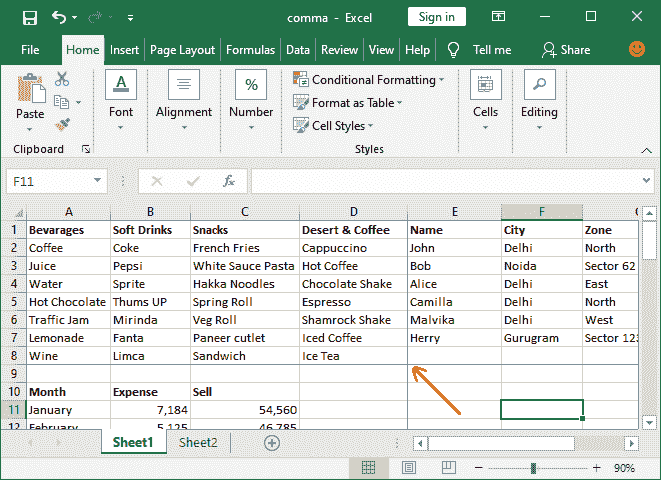 comma - Excel
Sign in
File Home Insert Page Layout Formulas Data Review View Help Tell me Share
Paste
Clipboard
Font
Alignment
%
Number
Conditional Formatting
Format as Table
Cell Styles
Styles
Cells
Editing
F11 fx
A B C D E F
1 Bevarages Soft Drinks Snacks Desert & Coffee Name City Zone
2 Coffee Coke French Fries Cappuccino John Delhi North
3 Juice Pepsi White Sauce Pasta Hot Coffee Bob Noida Sector 62
4 Water Sprite Hakka Noodles Chocolate Shake Alice Delhi East
5 Hot Chocolate Thums UP Spring Roll Espresso Camilla Delhi North
6 Traffic Jam Mirinda Veg Roll Shamrock Shake Malvika Delhi West
7 Lemonade Fanta Paneer cutlet Iced Coffee Herry Gurugram Sector
8 Wine Limca Sandwich Ice Tea
9
10 Month Expense Sell
11 January 7,184 54,560
12 February 5,125 46,785
Sheet1 Sheet2
90%